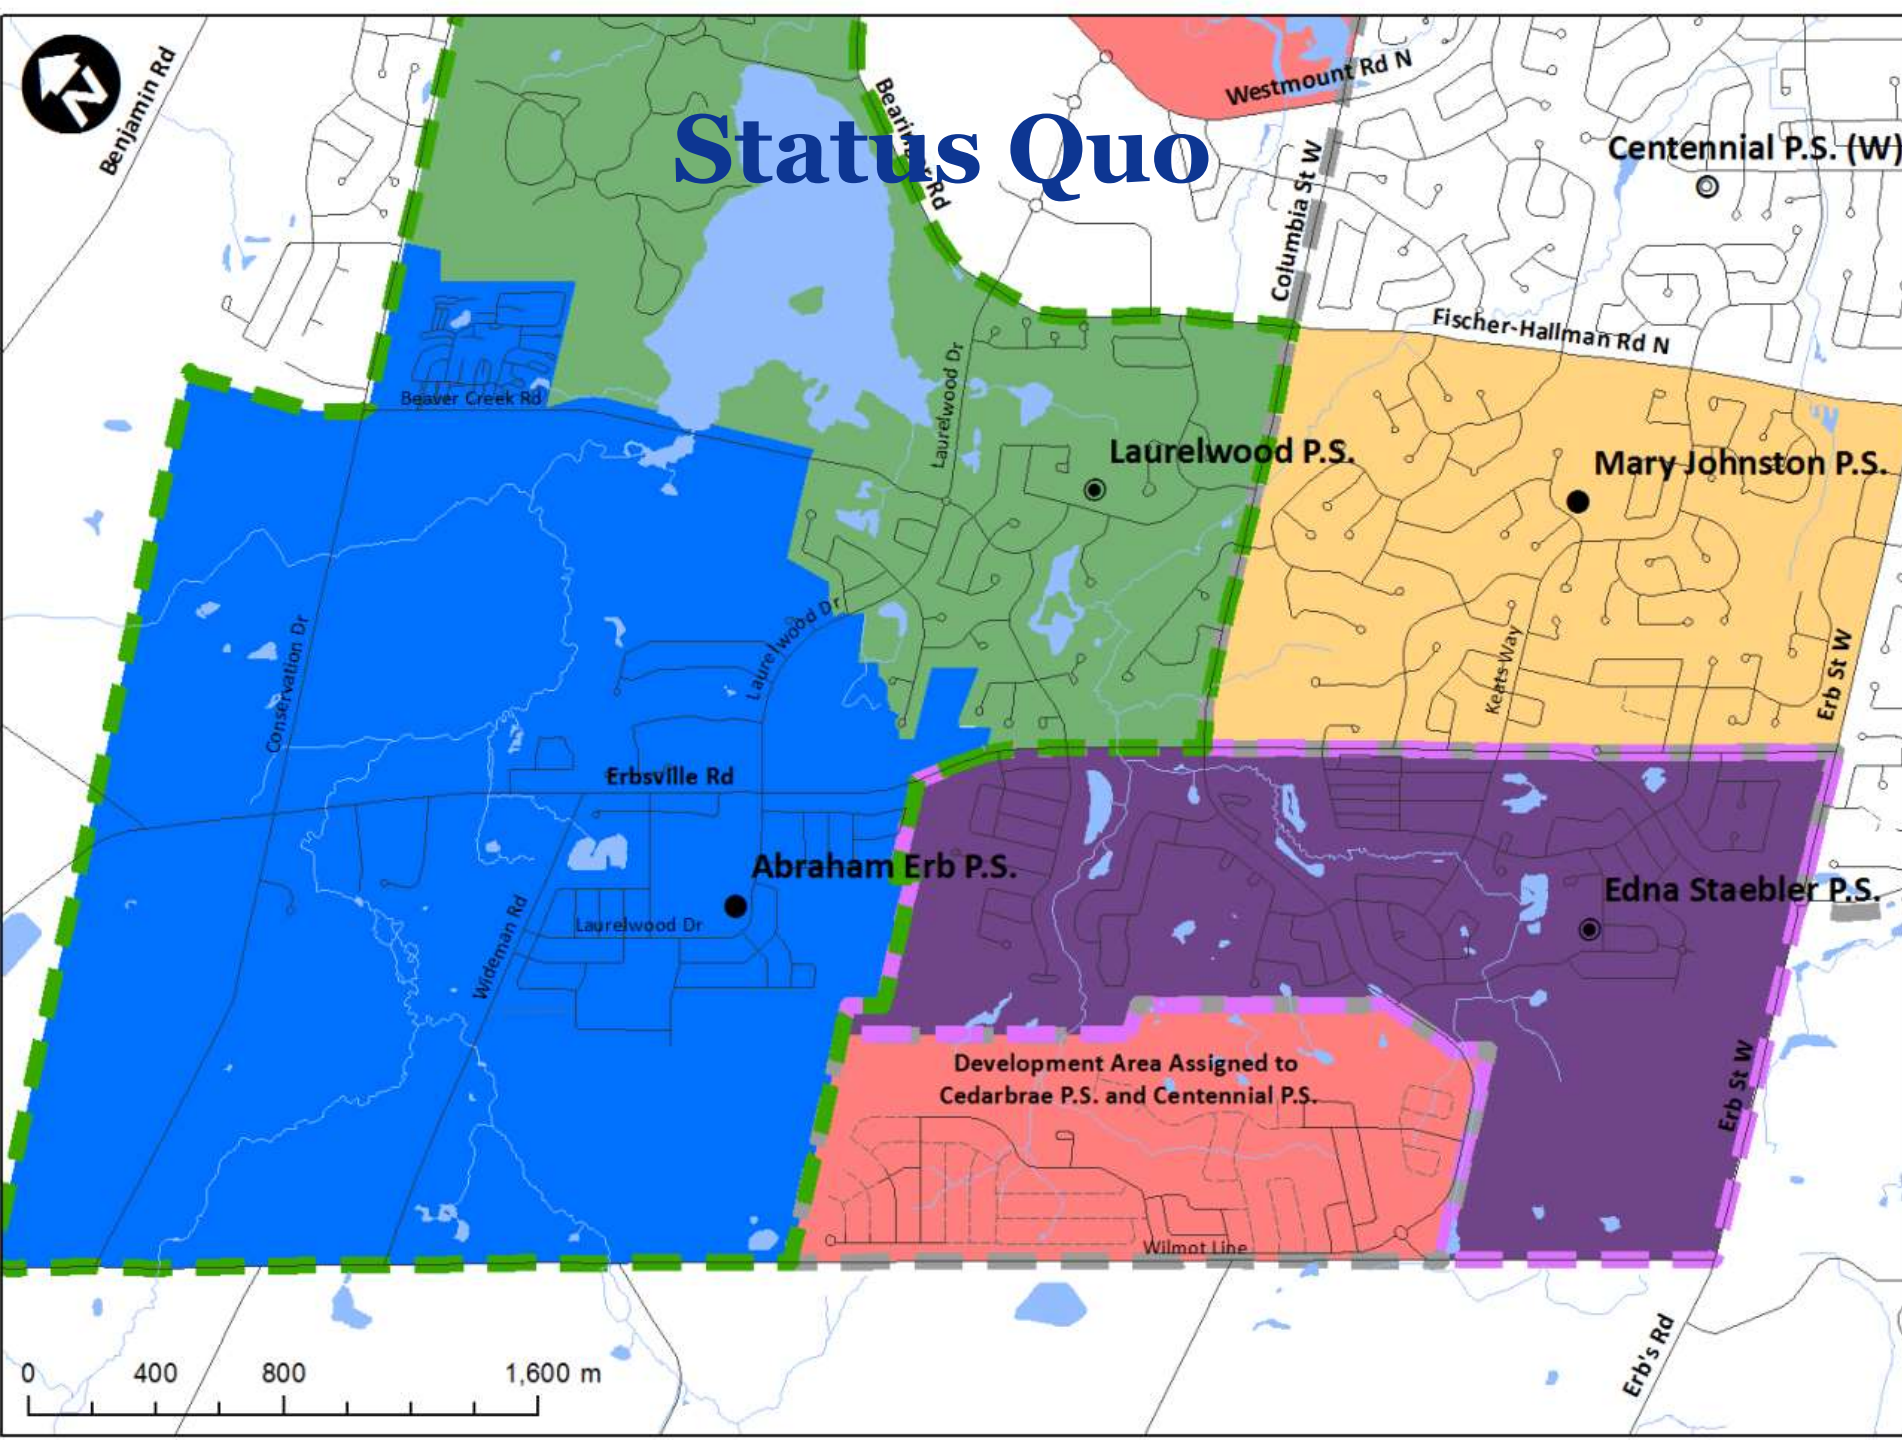 N
Benjamin Rd
Status Quo
Bearinger Rd
Westmount Rd N
Columbia St W
Centennial P.S. (W)
Fischer-Hallman Rd N
Beaver Creek Rd
Laurelwood Dr
Laurelwood P.S.
Mary Johnston P.S.
Conservation Dr
Laurelwood Dr
Keats Way
Erb St W
Erbsville Rd
Abraham Erb P.S.
Edna Staebler P.S.
Laurelwood Dr
Wideman Rd
Development Area Assigned to
Cedarbrae P.S. and Centennial P.S.
Erb St W
Wilmot Line
Erb's Rd
0 400 800 1,600 m